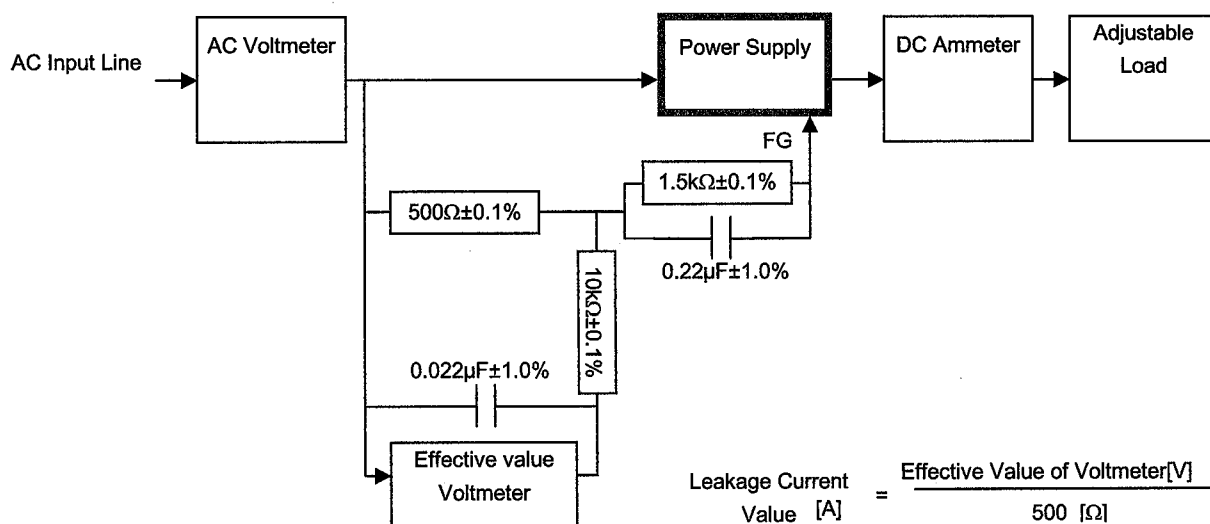 AC Input Line
AC Voltmeter
Power Supply
DC Ammeter
Adjustable
Load
FG
1.5kΩ±0.1%
500Ω±0.1%
0.22µF±1.0%
10kΩ±0.1%
0.022µF±1.0%
Effective value
Voltmeter
Leakage Current
Value [A]
=
Effective Value of Voltmeter[V]
500 [Ω]